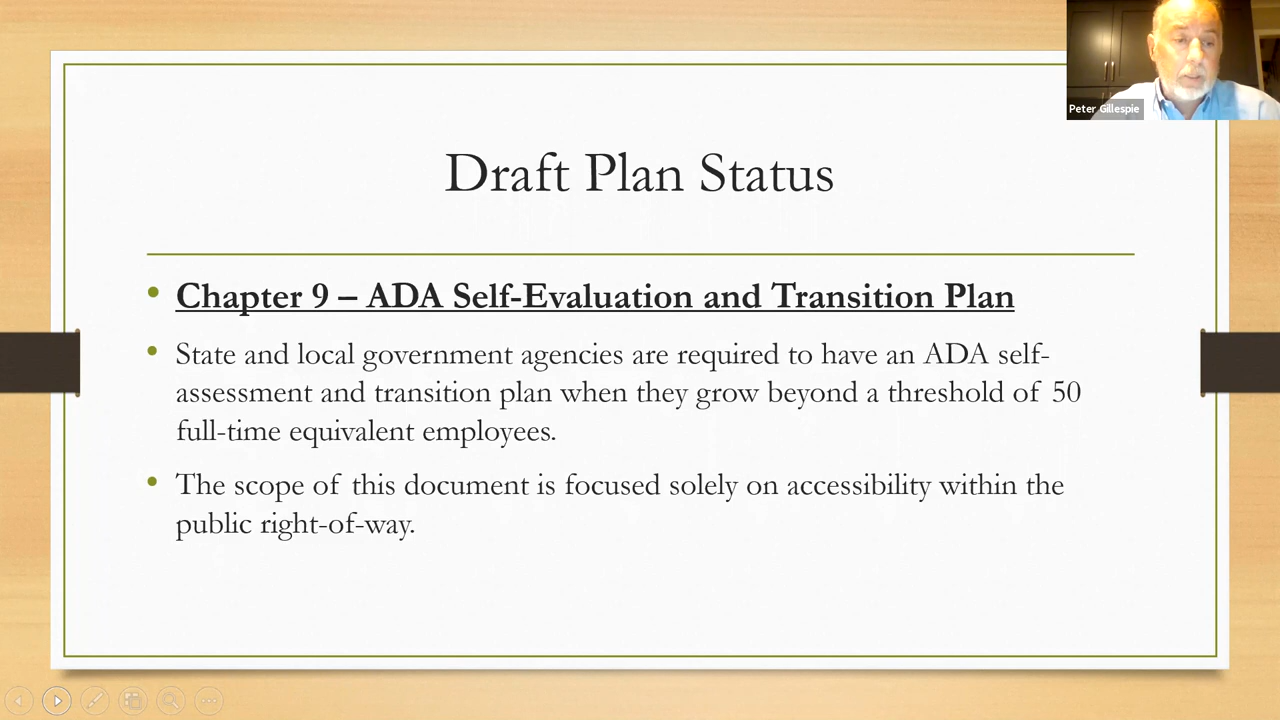 Peter Gillespie
Draft Plan Status
• Chapter 9 – ADA Self-Evaluation and Transition Plan
• State and local government agencies are required to have an ADA self-
assessment and transition plan when they grow beyond a threshold of 50
full-time equivalent employees.
• The scope of this document is focused solely on accessibility within the
public right-of-way.